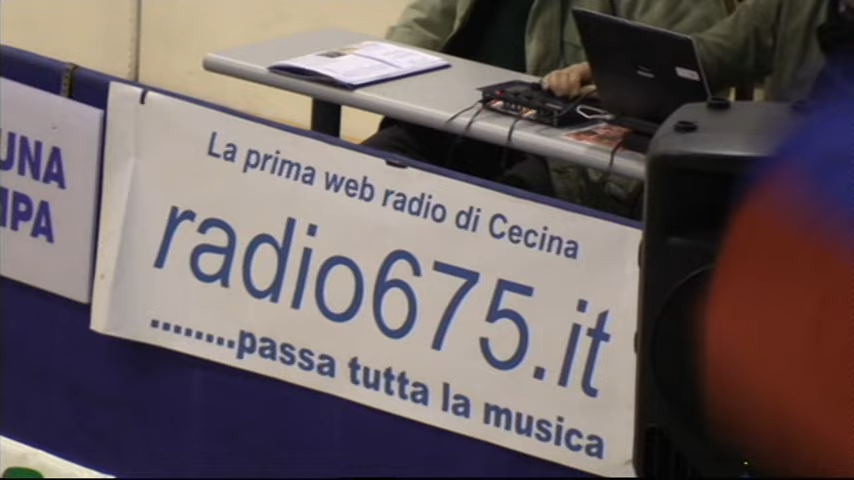 UNA
MPA
La prima web radio di Cecina
radio675.it
........passa tutta la musica